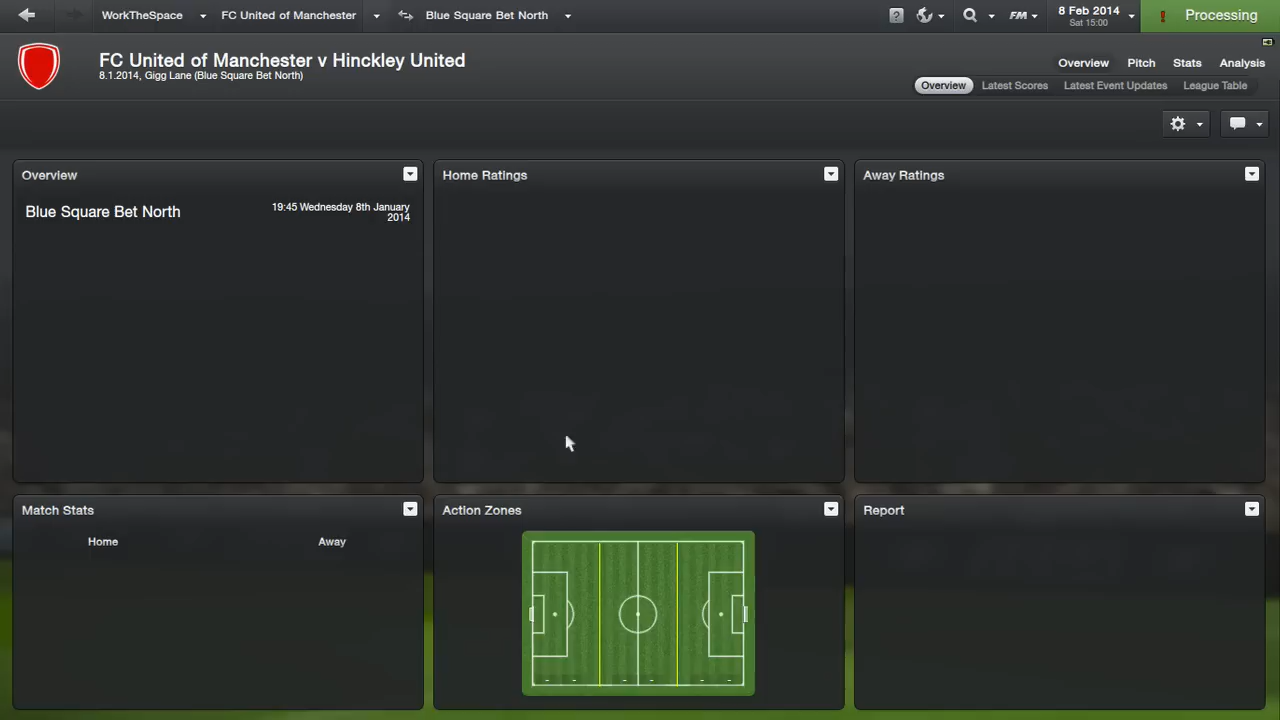 WorkTheSpace
FC United of Manchester
Blue Square Bet North
?
FM
8 Feb 2014
Sat 15:00
! Processing
FC United of Manchester v Hinckley United
8.1.2014, Gigg Lane (Blue Square Bet North)
Overview Pitch Stats Analysis
Overview Latest Scores Latest Event Updates League Table
Overview
Blue Square Bet North
19:45 Wednesday 8th January
2014
Home Ratings
Away Ratings
Match Stats
Home Away
Action Zones
Report